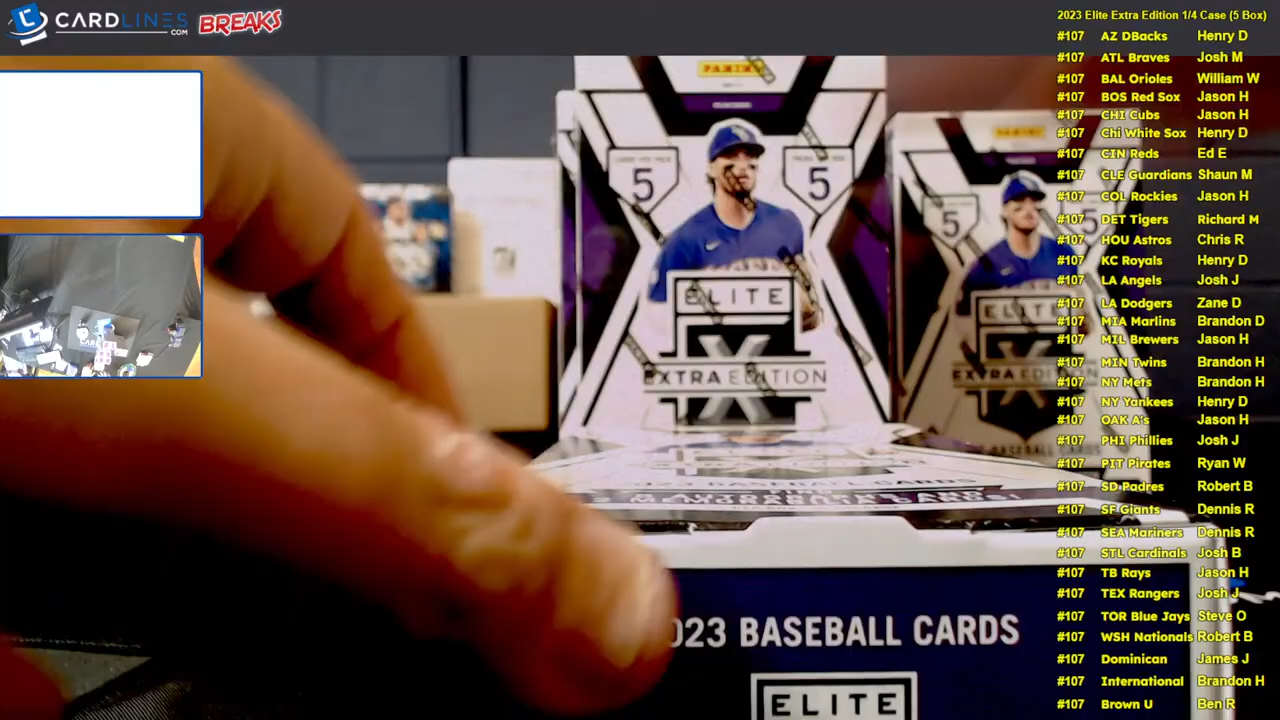 CARDLINES
.COM
BREAKS
2023 Elite Extra Edition 1/4 Case (5 Box)
#107 AZ DBacks Henry D
#107 ATL Braves Josh M
#107 BAL Orioles William W
#107 BOS Red Sox Jason H
#107 CHI Cubs Jason H
#107 Chi White Sox Henry D
#107 CIN Reds Ed E
#107 CLE Guardians Shaun M
#107 COL Rockies Jason H
#107 DET Tigers Richard M
#107 HOU Astros Chris R
#107 KC Royals Henry D
#107 LA Angels Josh J
#107 LA Dodgers Zane D
#107 MIA Marlins Brandon D
#107 MIL Brewers Jason H
#107 MIN Twins Brandon H
#107 NY Mets Brandon H
#107 NY Yankees Henry D
#107 OAK A's Jason H
#107 PHI Phillies Josh J
#107 PIT Pirates Ryan W
#107 SD Padres Robert B
#107 SF Giants Dennis R
#107 SEA Mariners Dennis R
#107 STL Cardinals Josh B
#107 TB Rays Jason H
#107 TEX Rangers Josh J
#107 TOR Blue Jays Steve O
#107 WSH Nationals Robert B
#107 Dominican James J
#107 International Brandon H
#107 Brown U Ben R
PANINI
5
5
ELITE
X
EXTRA EDITION
PANINI
5
ELITE
2023 BASEBALL CARDS
023 BASEBALL CARDS
ELITE